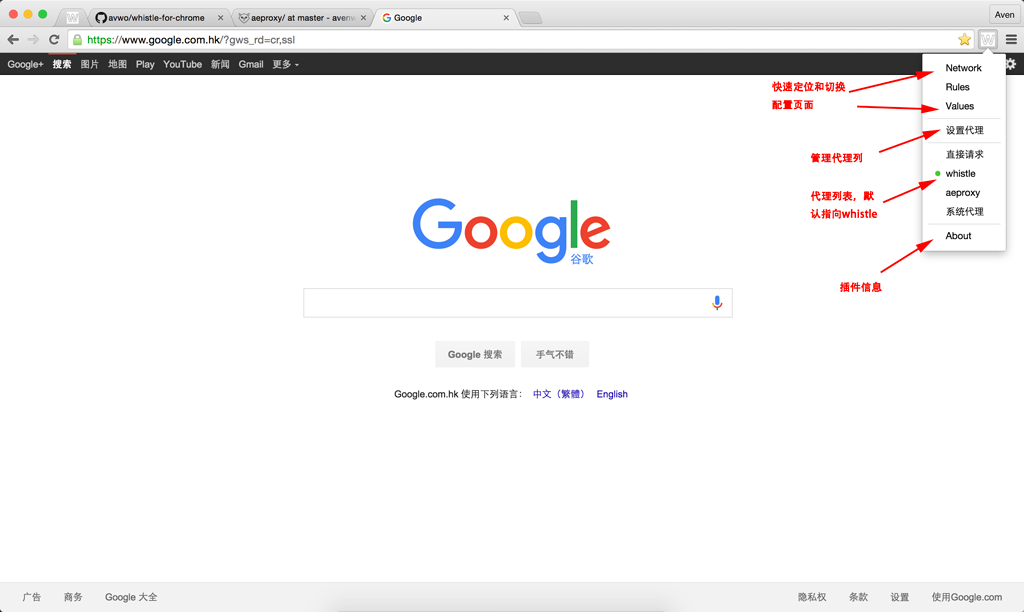 Aven
W avwo/whistle-for-chrome aeproxy/ at master - avenw Google
https://www.google.com.hk/?gws_rd=cr,ssl W
Google+ 搜索 图片 地图 Play YouTube 新闻 Gmail 更多
Network
Rules
Values
设置代理
直接请求
whistle
aeproxy
系统代理
About
快速定位和切换
配置页面
管理代理列
代理列表，默
认指向whistle
插件信息
Google
谷歌
Google 搜索 手气不错
Google.com.hk 使用下列语言： 中文（繁體） English
广告 商务 Google 大全 隐私权 条款 设置 使用Google.com